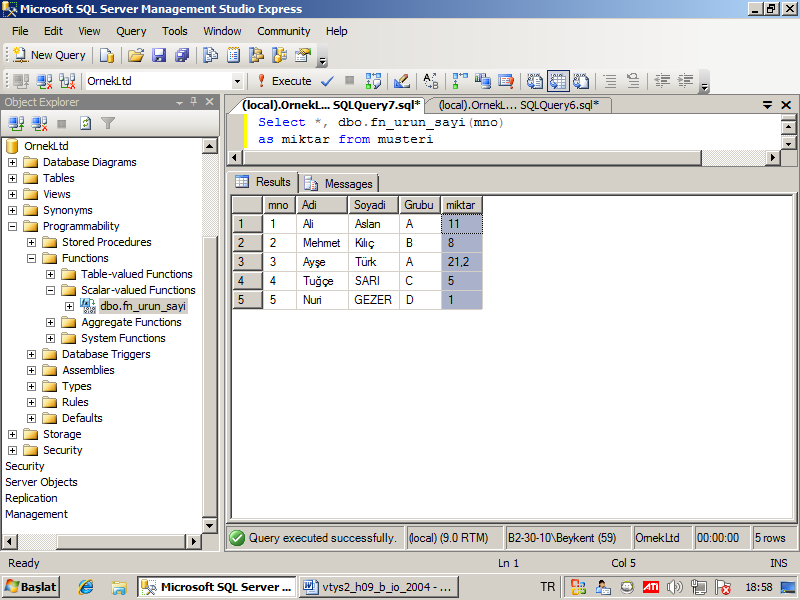 Microsoft SQL Server Management Studio Express
File Edit View Query Tools Window Community Help
New Query
OrnekLtd Execute
Object Explorer
OrnekLtd
Database Diagrams
Tables
Views
Synonyms
Programmability
Stored Procedures
Functions
Table-valued Functions
Scalar-valued Functions
dbo.fn_urun_sayi
Aggregate Functions
System Functions
Database Triggers
Assemblies
Types
Rules
Defaults
Storage
Security
Security
Server Objects
Replication
Management
(local).OrnekL... SQLQuery7.sql* (local).OrnekL... SQLQuery6.sql*
Select *, dbo.fn_urun_sayi(mno)
as miktar from musteri
Results Messages
mno Adi Soyadi Grubu miktar
1 1 Ali Aslan A 11
2 2 Mehmet Kılıç B 8
3 3 Ayşe Türk A 21,2
4 4 Tuğçe SARI C 5
5 5 Nuri GEZER D 1
Query executed successfully. (local) (9.0 RTM) B2-30-10\Beykent (59) OrnekLtd 00:00:00 5 rows
Ready Ln 1 Col 5 INS
Başlat Microsoft SQL Server ... vtys2_h09_b_io_2004 - ... TR ATI 18:58